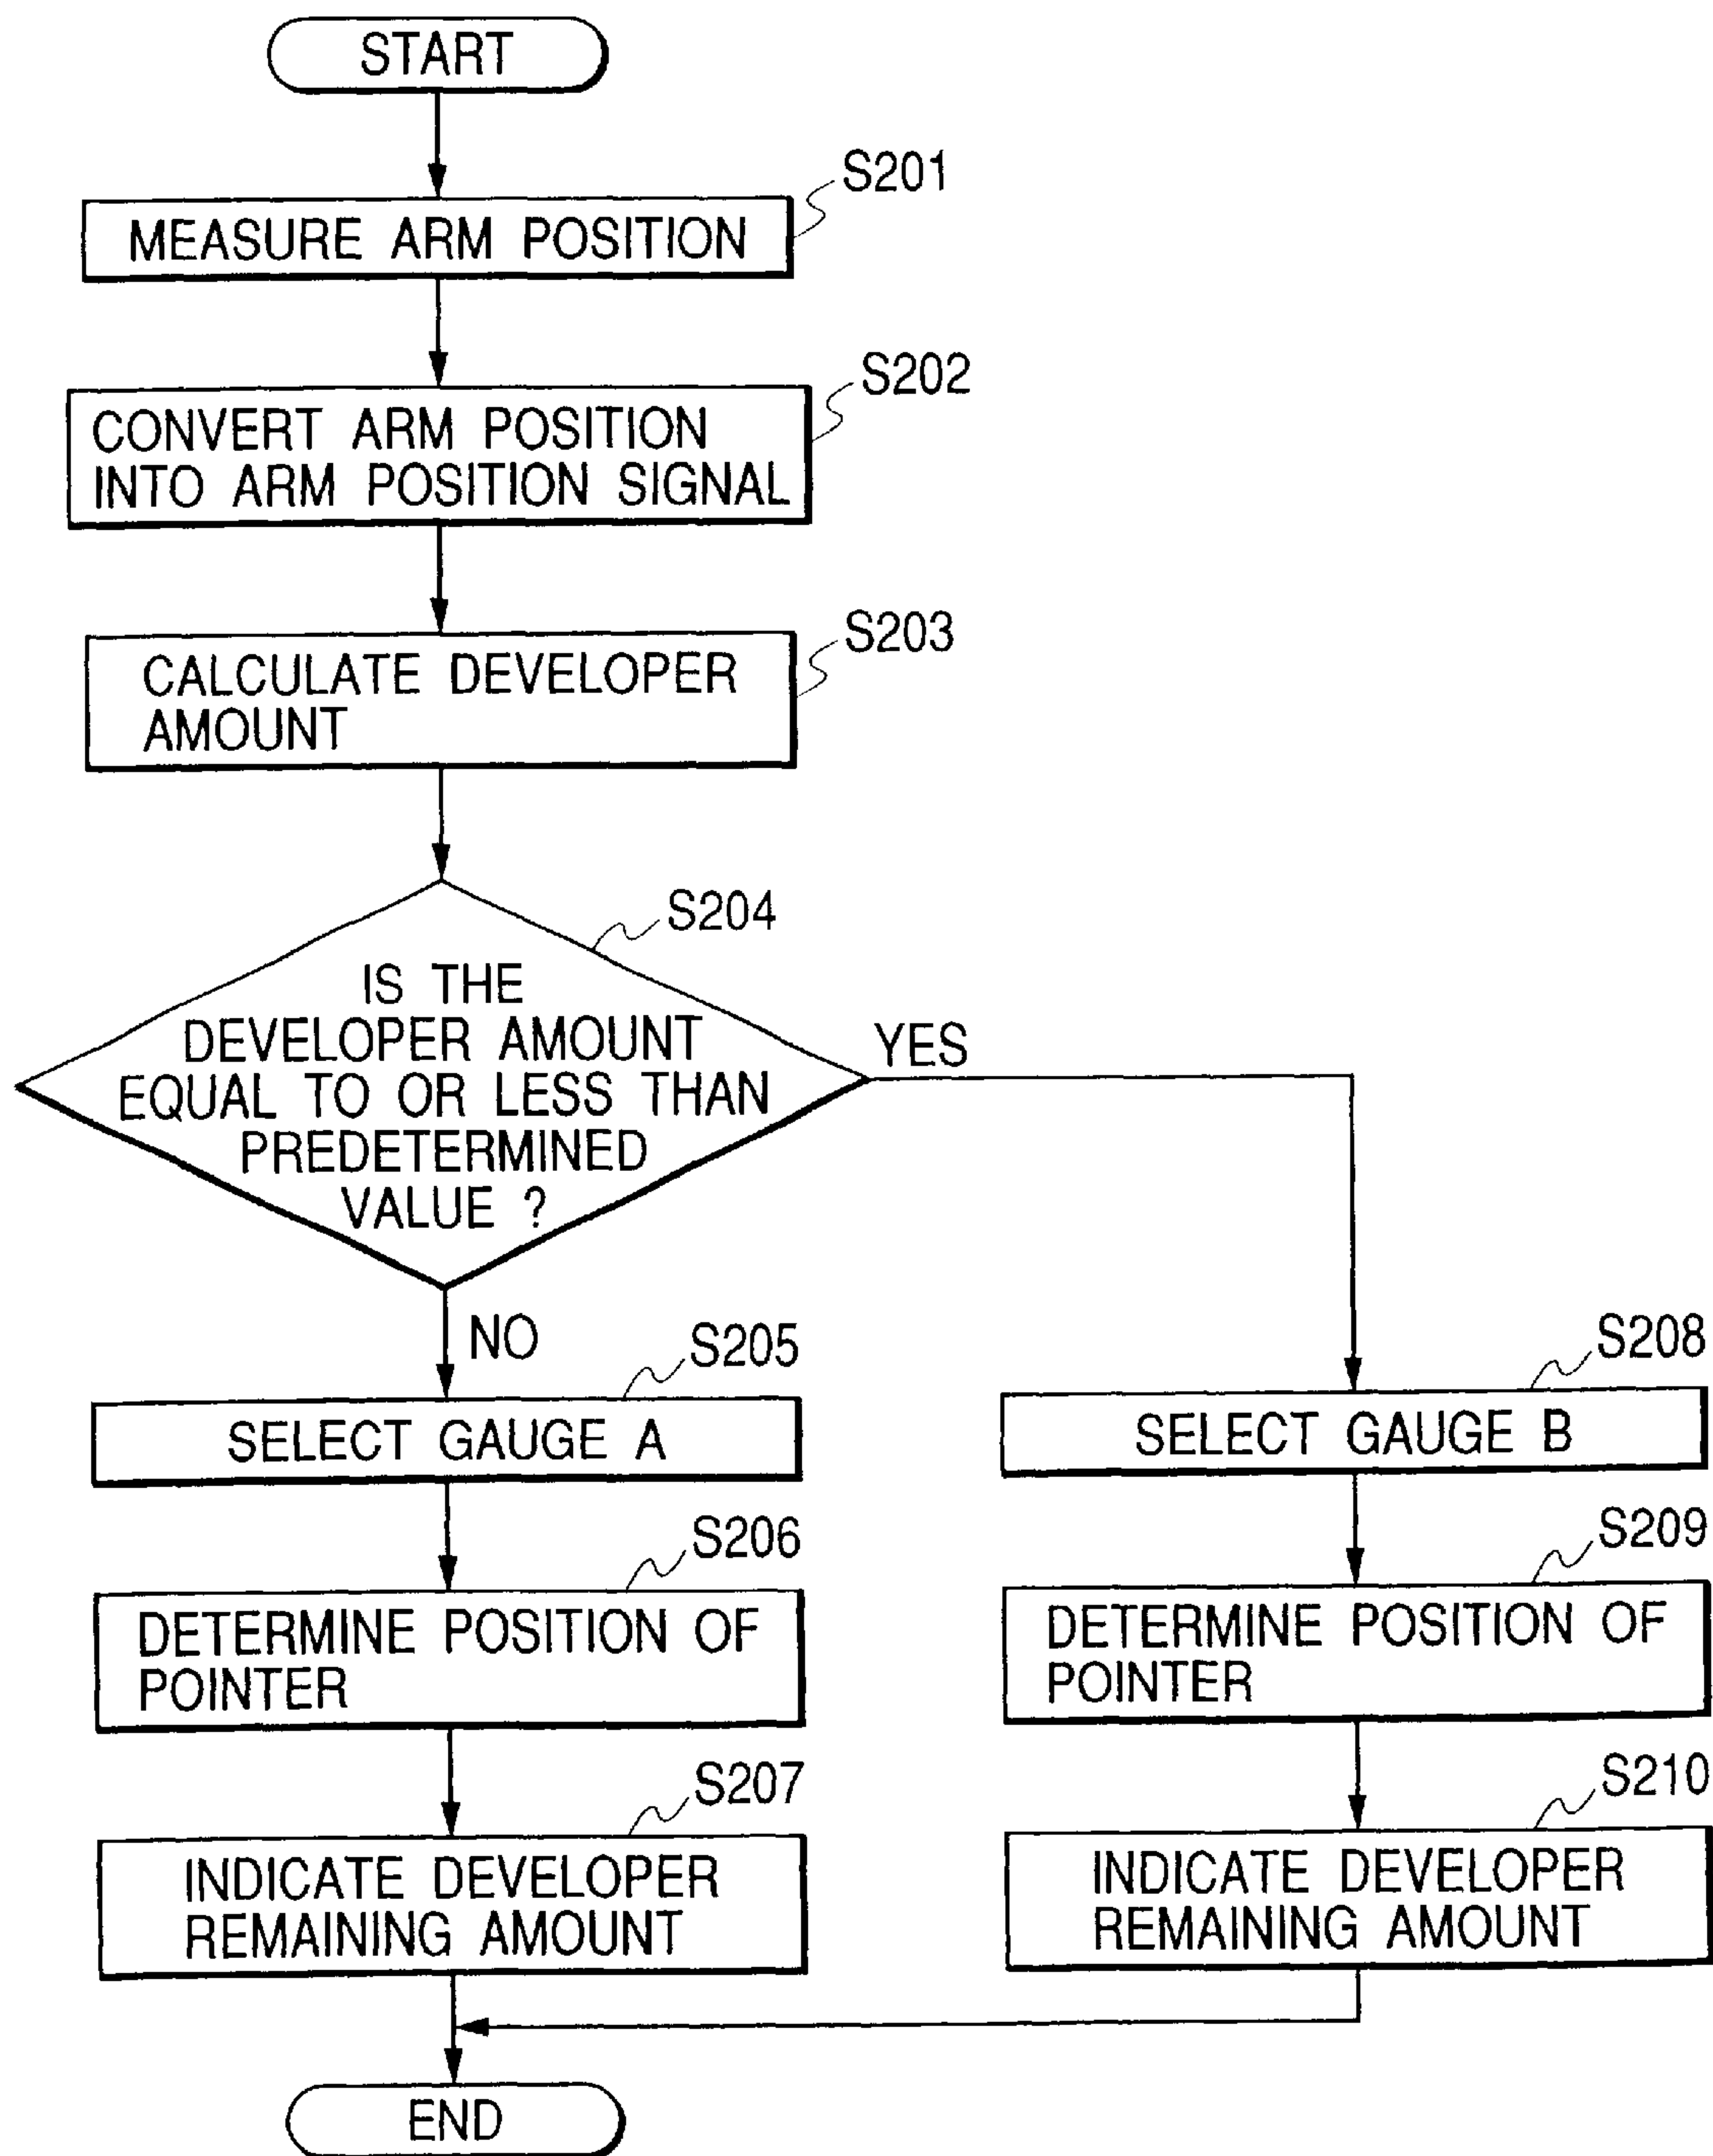 START
S201
MEASURE ARM POSITION
S202
CONVERT ARM POSITION
INTO ARM POSITION SIGNAL
S203
CALCULATE DEVELOPER
AMOUNT
S204
IS THE
DEVELOPER AMOUNT
EQUAL TO OR LESS THAN
PREDETERMINED
VALUE ?
YES
NO
S205
SELECT GAUGE A
S206
DETERMINE POSITION OF
POINTER
S207
INDICATE DEVELOPER
REMAINING AMOUNT
S208
SELECT GAUGE B
S209
DETERMINE POSITION OF
POINTER
S210
INDICATE DEVELOPER
REMAINING AMOUNT
END